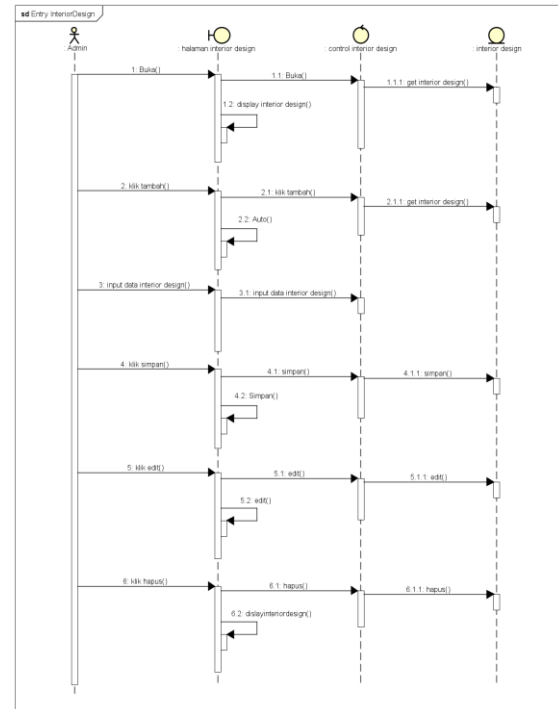 sd Entry InteriorDesign
: Admin
: halaman interior design
: control interior design
: interior design
1: Buka()
1.1: Buka()
1.1.1: get interior design()
1.2: display interior design()
2: klik tambah()
2.1: klik tambah()
2.1.1: get interior design()
2.2: Auto()
3: input data interior design()
3.1: input data interior design()
4: klik simpan()
4.1: simpan()
4.1.1: simpan()
4.2: Simpan()
5: klik edit()
5.1: edit()
5.1.1: edit()
5.2: edit()
6: klik hapus()
6.1: hapus()
6.1.1: hapus()
6.2: dislayinteriordesign()